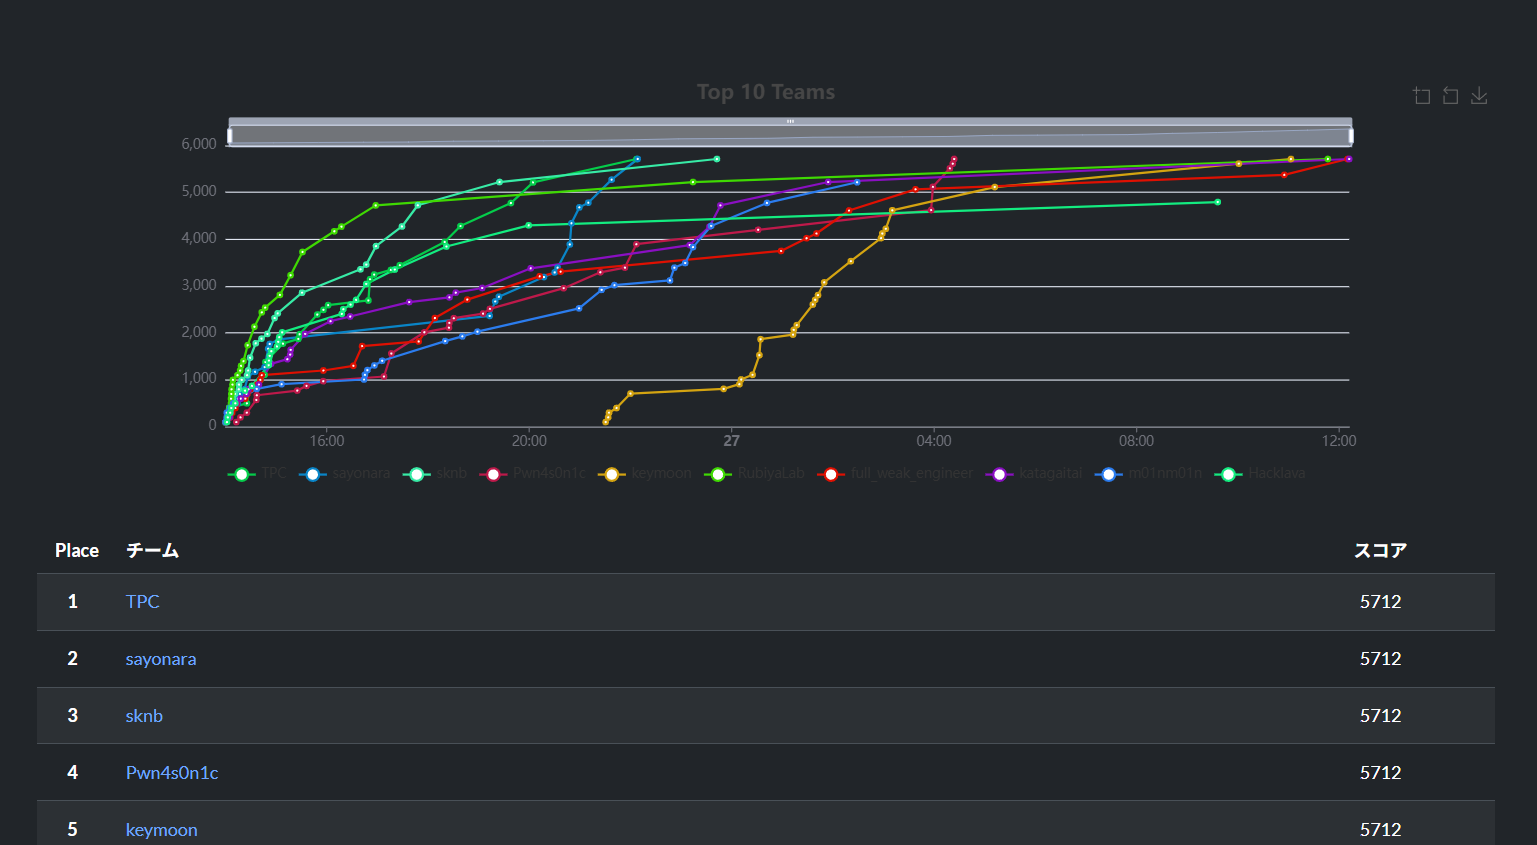 Top 10 Teams
6,000
5,000
4,000
3,000
2,000
1,000
0
16:00 20:00 27 04:00 08:00 12:00
TPC sayonara sknb Pwn4s0n1c keymoon RubiyaLab full_weak_engineer katagaitai m01nm01n Hacklava
Place チーム スコア
1 TPC 5712
2 sayonara 5712
3 sknb 5712
4 Pwn4s0n1c 5712
5 keymoon 5712